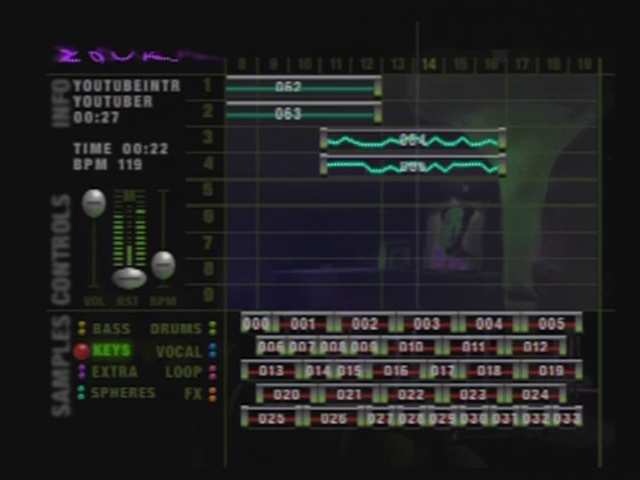 8 9 10 11 12 13 14 15 16 17 18 19
INFO
YOUTUBEINTR
YOUTUBER
00:27
TIME 00:22
BPM 119
1 062
2 063
3
4
5
6
7
8
9
CONTROLS
VOL RST BPM
SAMPLES
BASS DRUMS
KEYS VOCAL
EXTRA LOOP
SPHERES FX
000 001 002 003 004 005
006 007 008 009 010 011 012
013 014 015 016 017 018 019
020 021 022 023 024
025 026 027 028 029 030 031 032 033